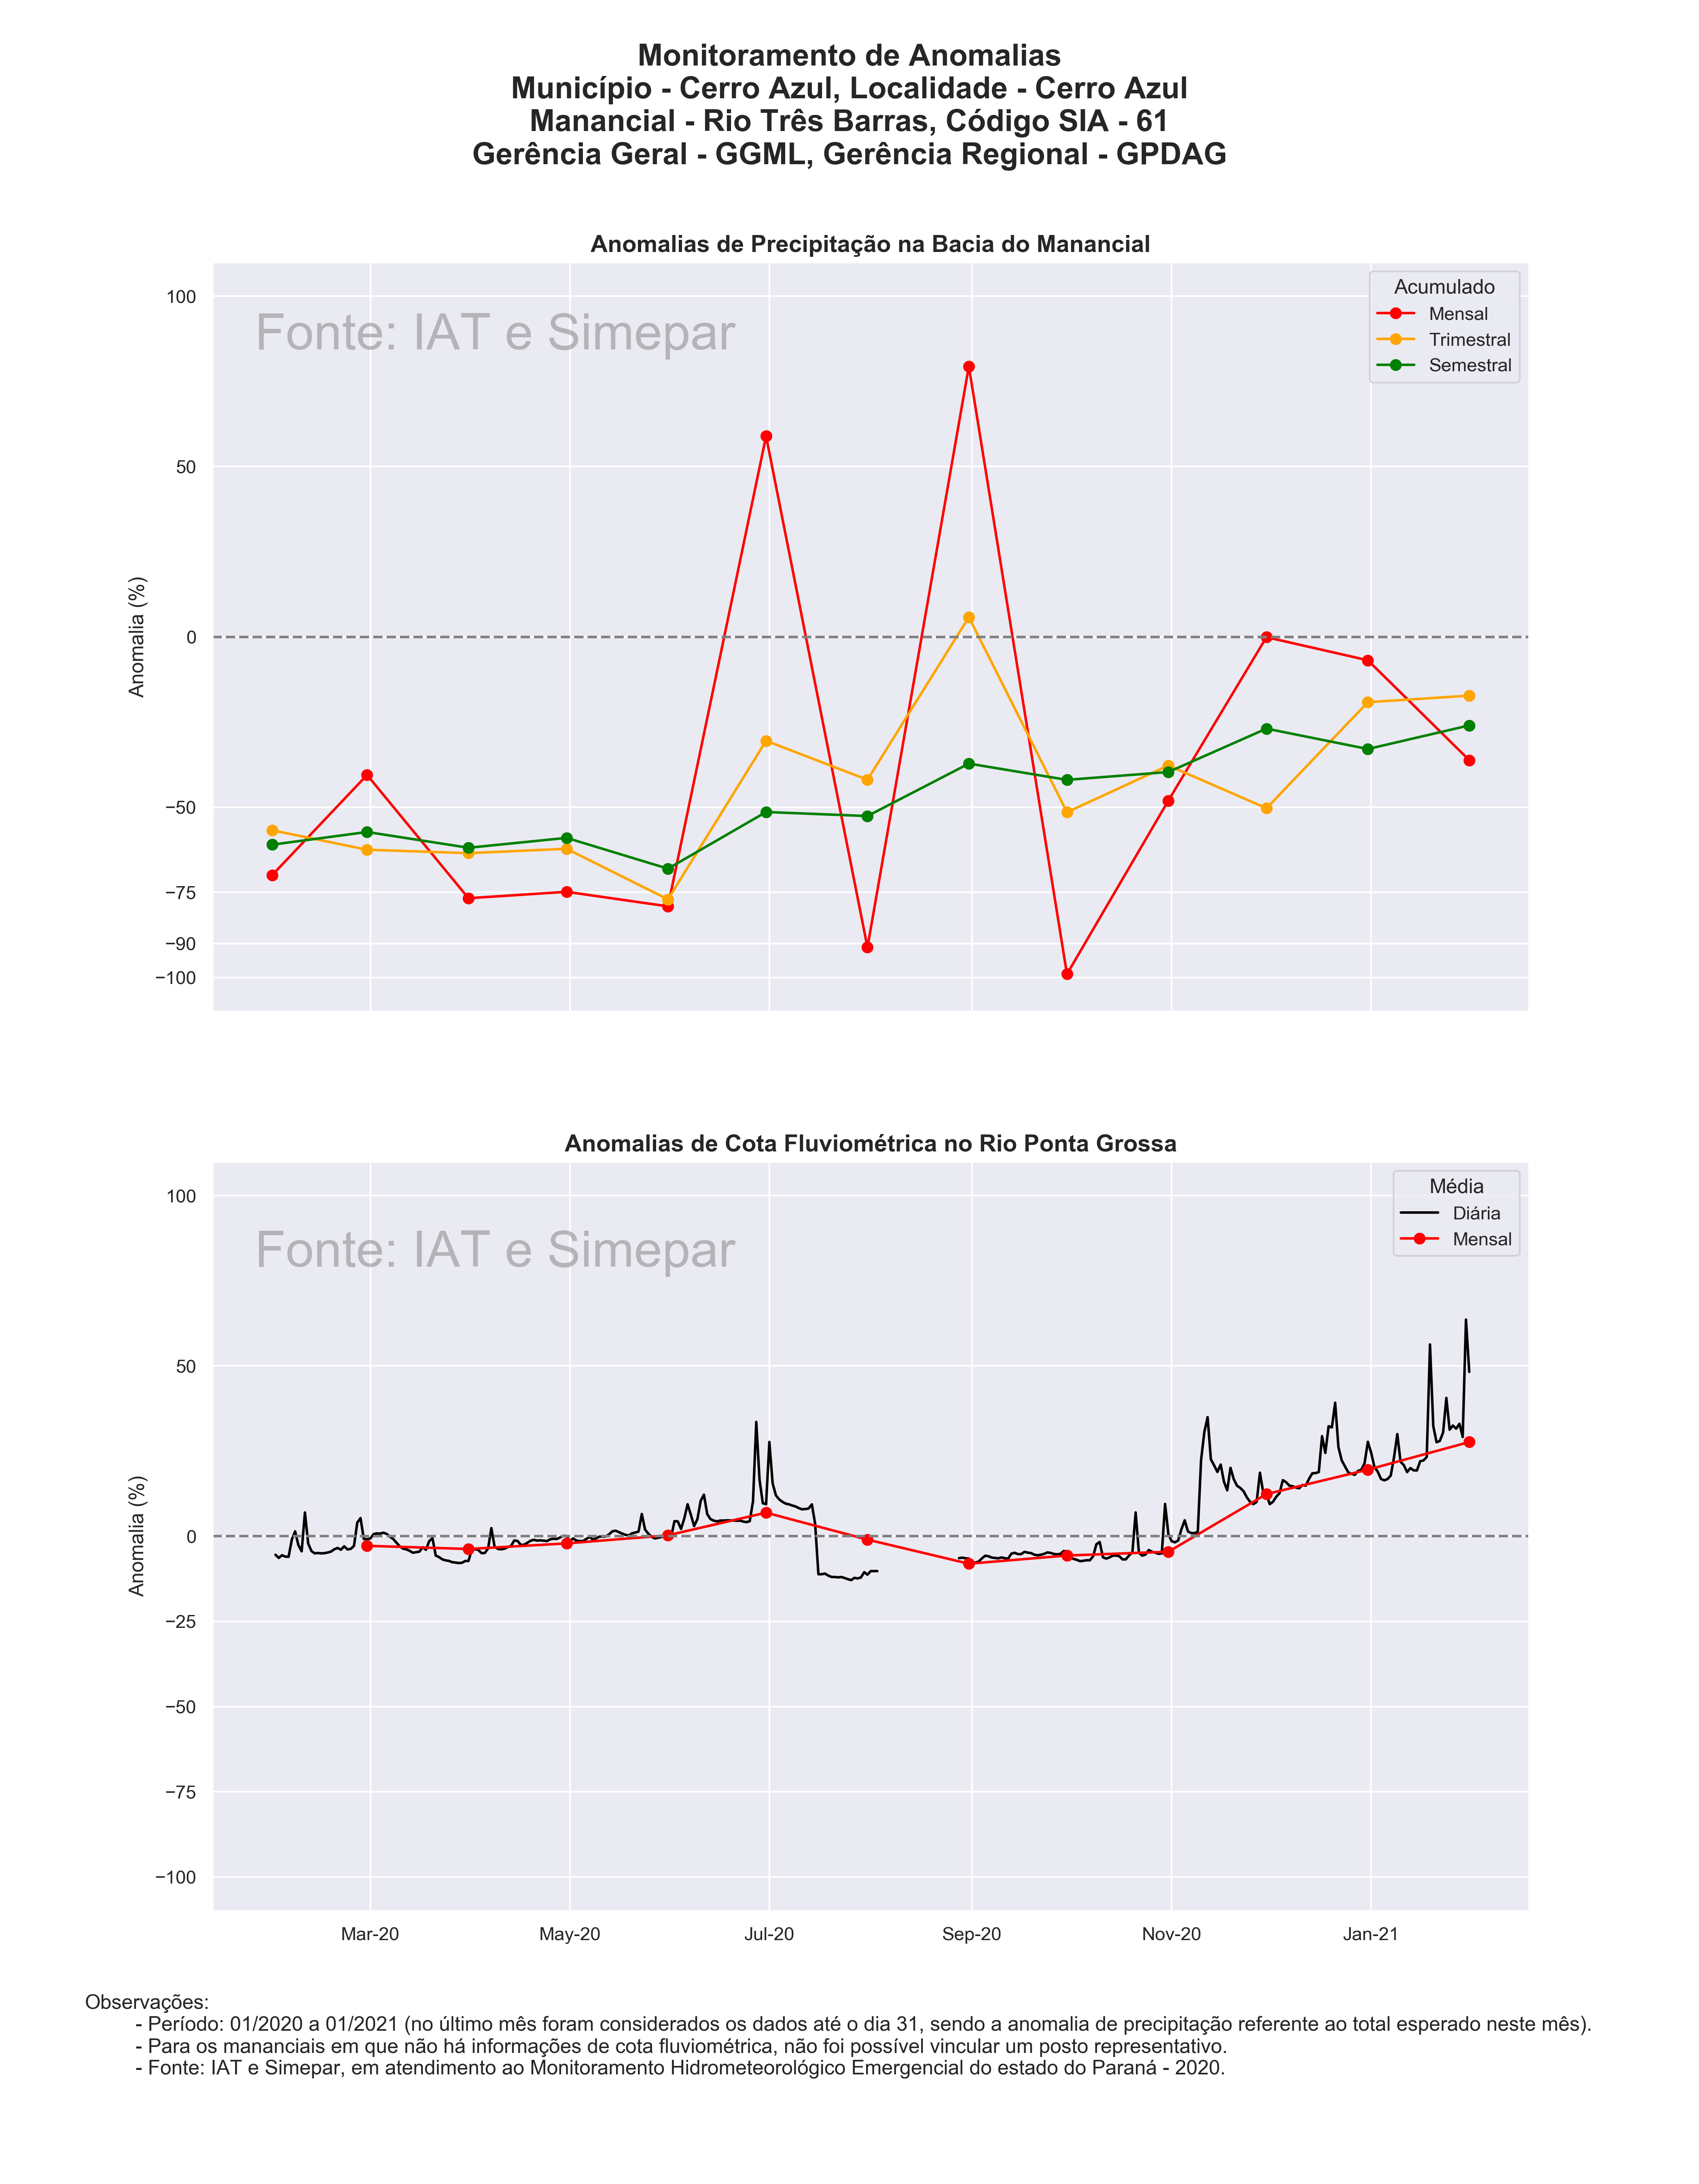 Monitoramento de Anomalias
Município - Cerro Azul, Localidade - Cerro Azul
Manancial - Rio Três Barras, Código SIA - 61
Gerência Geral - GGML, Gerência Regional - GPDAG
Anomalias de Precipitação na Bacia do Manancial
Fonte: IAT e Simepar
Acumulado
Mensal
Trimestral
Semestral
Anomalia (%)
100
50
0
−50
−75
−90
−100
Anomalias de Cota Fluviométrica no Rio Ponta Grossa
Fonte: IAT e Simepar
Média
Diária
Mensal
Anomalia (%)
100
50
0
−25
−50
−75
−100
Mar-20 May-20 Jul-20 Sep-20 Nov-20 Jan-21
Observações:
- Período: 01/2020 a 01/2021 (no último mês foram considerados os dados até o dia 31, sendo a anomalia de precipitação referente ao total esperado neste mês).
- Para os mananciais em que não há informações de cota fluviométrica, não foi possível vincular um posto representativo.
- Fonte: IAT e Simepar, em atendimento ao Monitoramento Hidrometeorológico Emergencial do estado do Paraná - 2020.